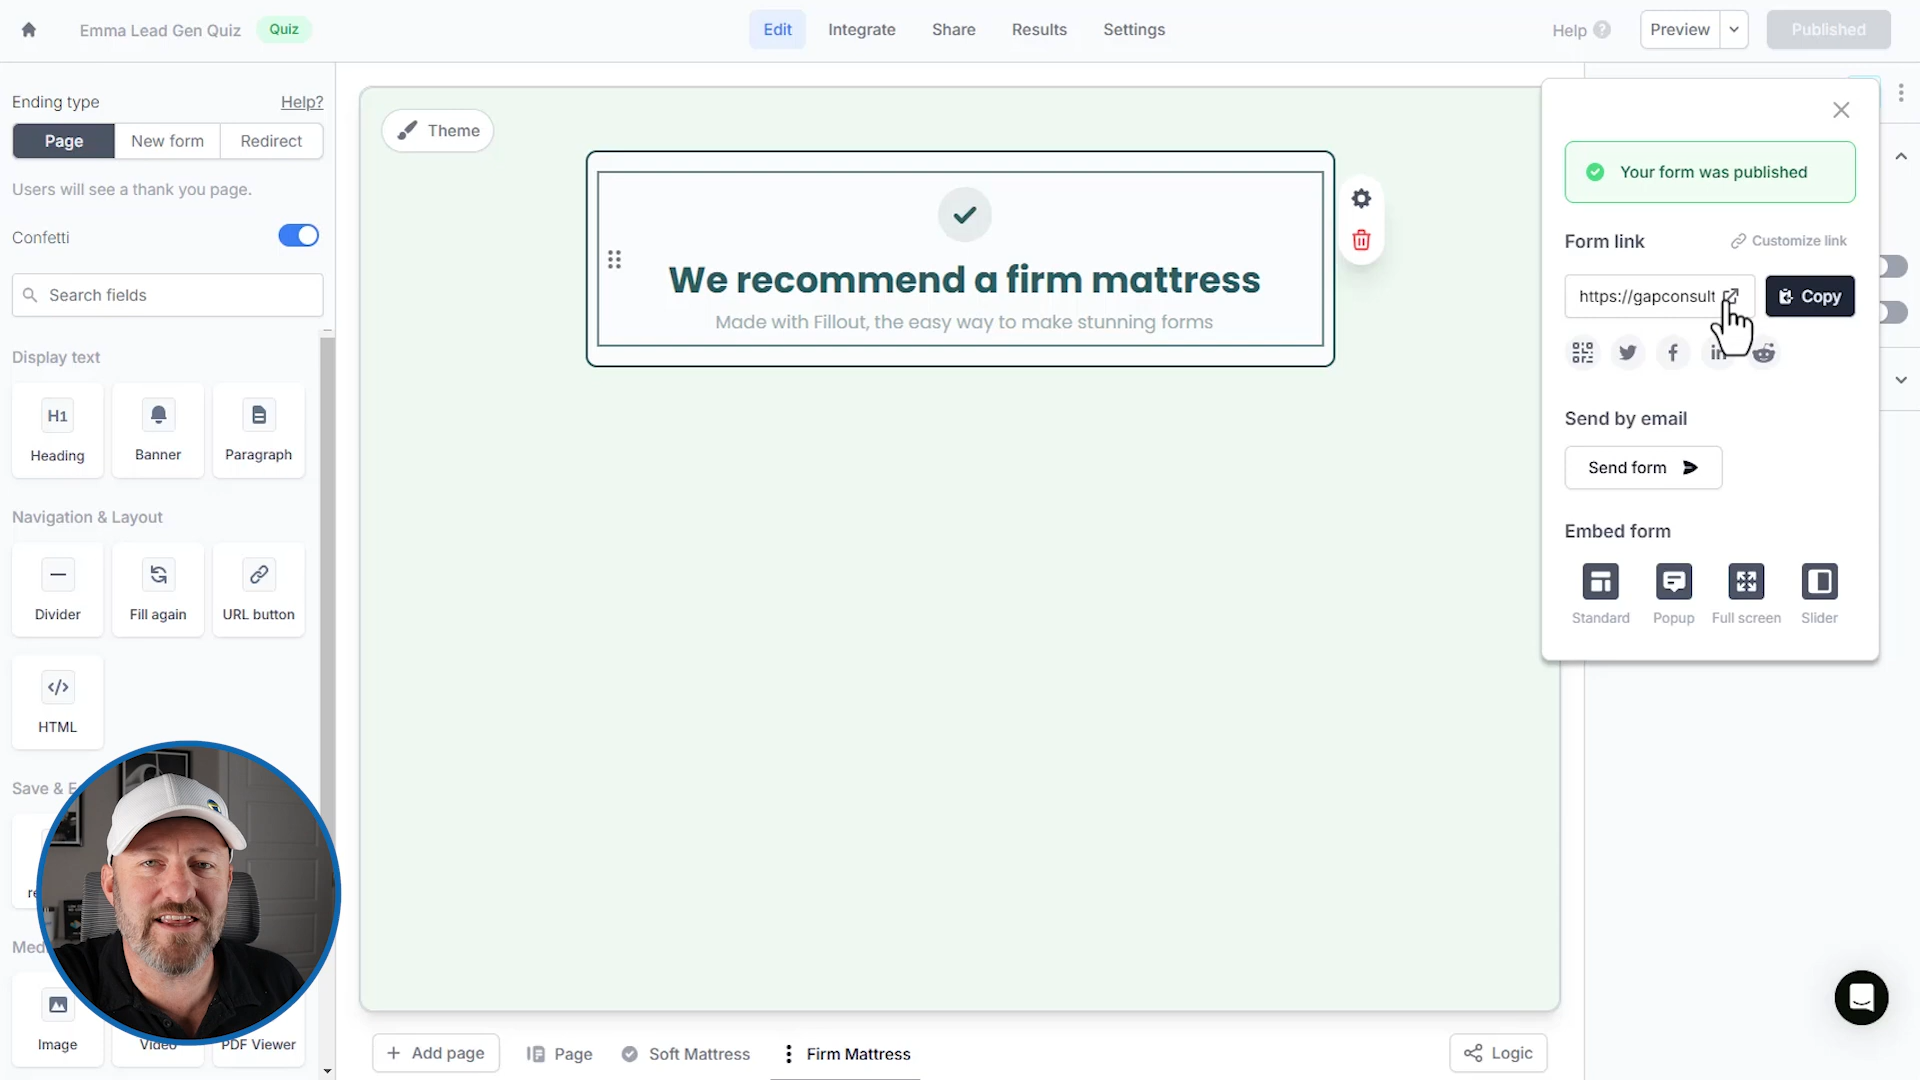 Emma Lead Gen Quiz
Quiz
Edit
Integrate
Share
Results
Settings
Help
Preview
Published
Ending type
Help?
Page
New form
Redirect
Users will see a thank you page.
Confetti
Search fields
Display text
H1
Heading
Banner
Paragraph
Navigation & Layout
Divider
Fill again
URL button
</>
HTML
Save &
Image
Video
PDF Viewer
Theme
We recommend a firm mattress
Made with Fillout, the easy way to make stunning forms
Your form was published
Form link
Customize link
https://gapconsult
Copy
Send by email
Send form
Embed form
Standard
Popup
Full screen
Slider
Add page
Page
Soft Mattress
Firm Mattress
Logic